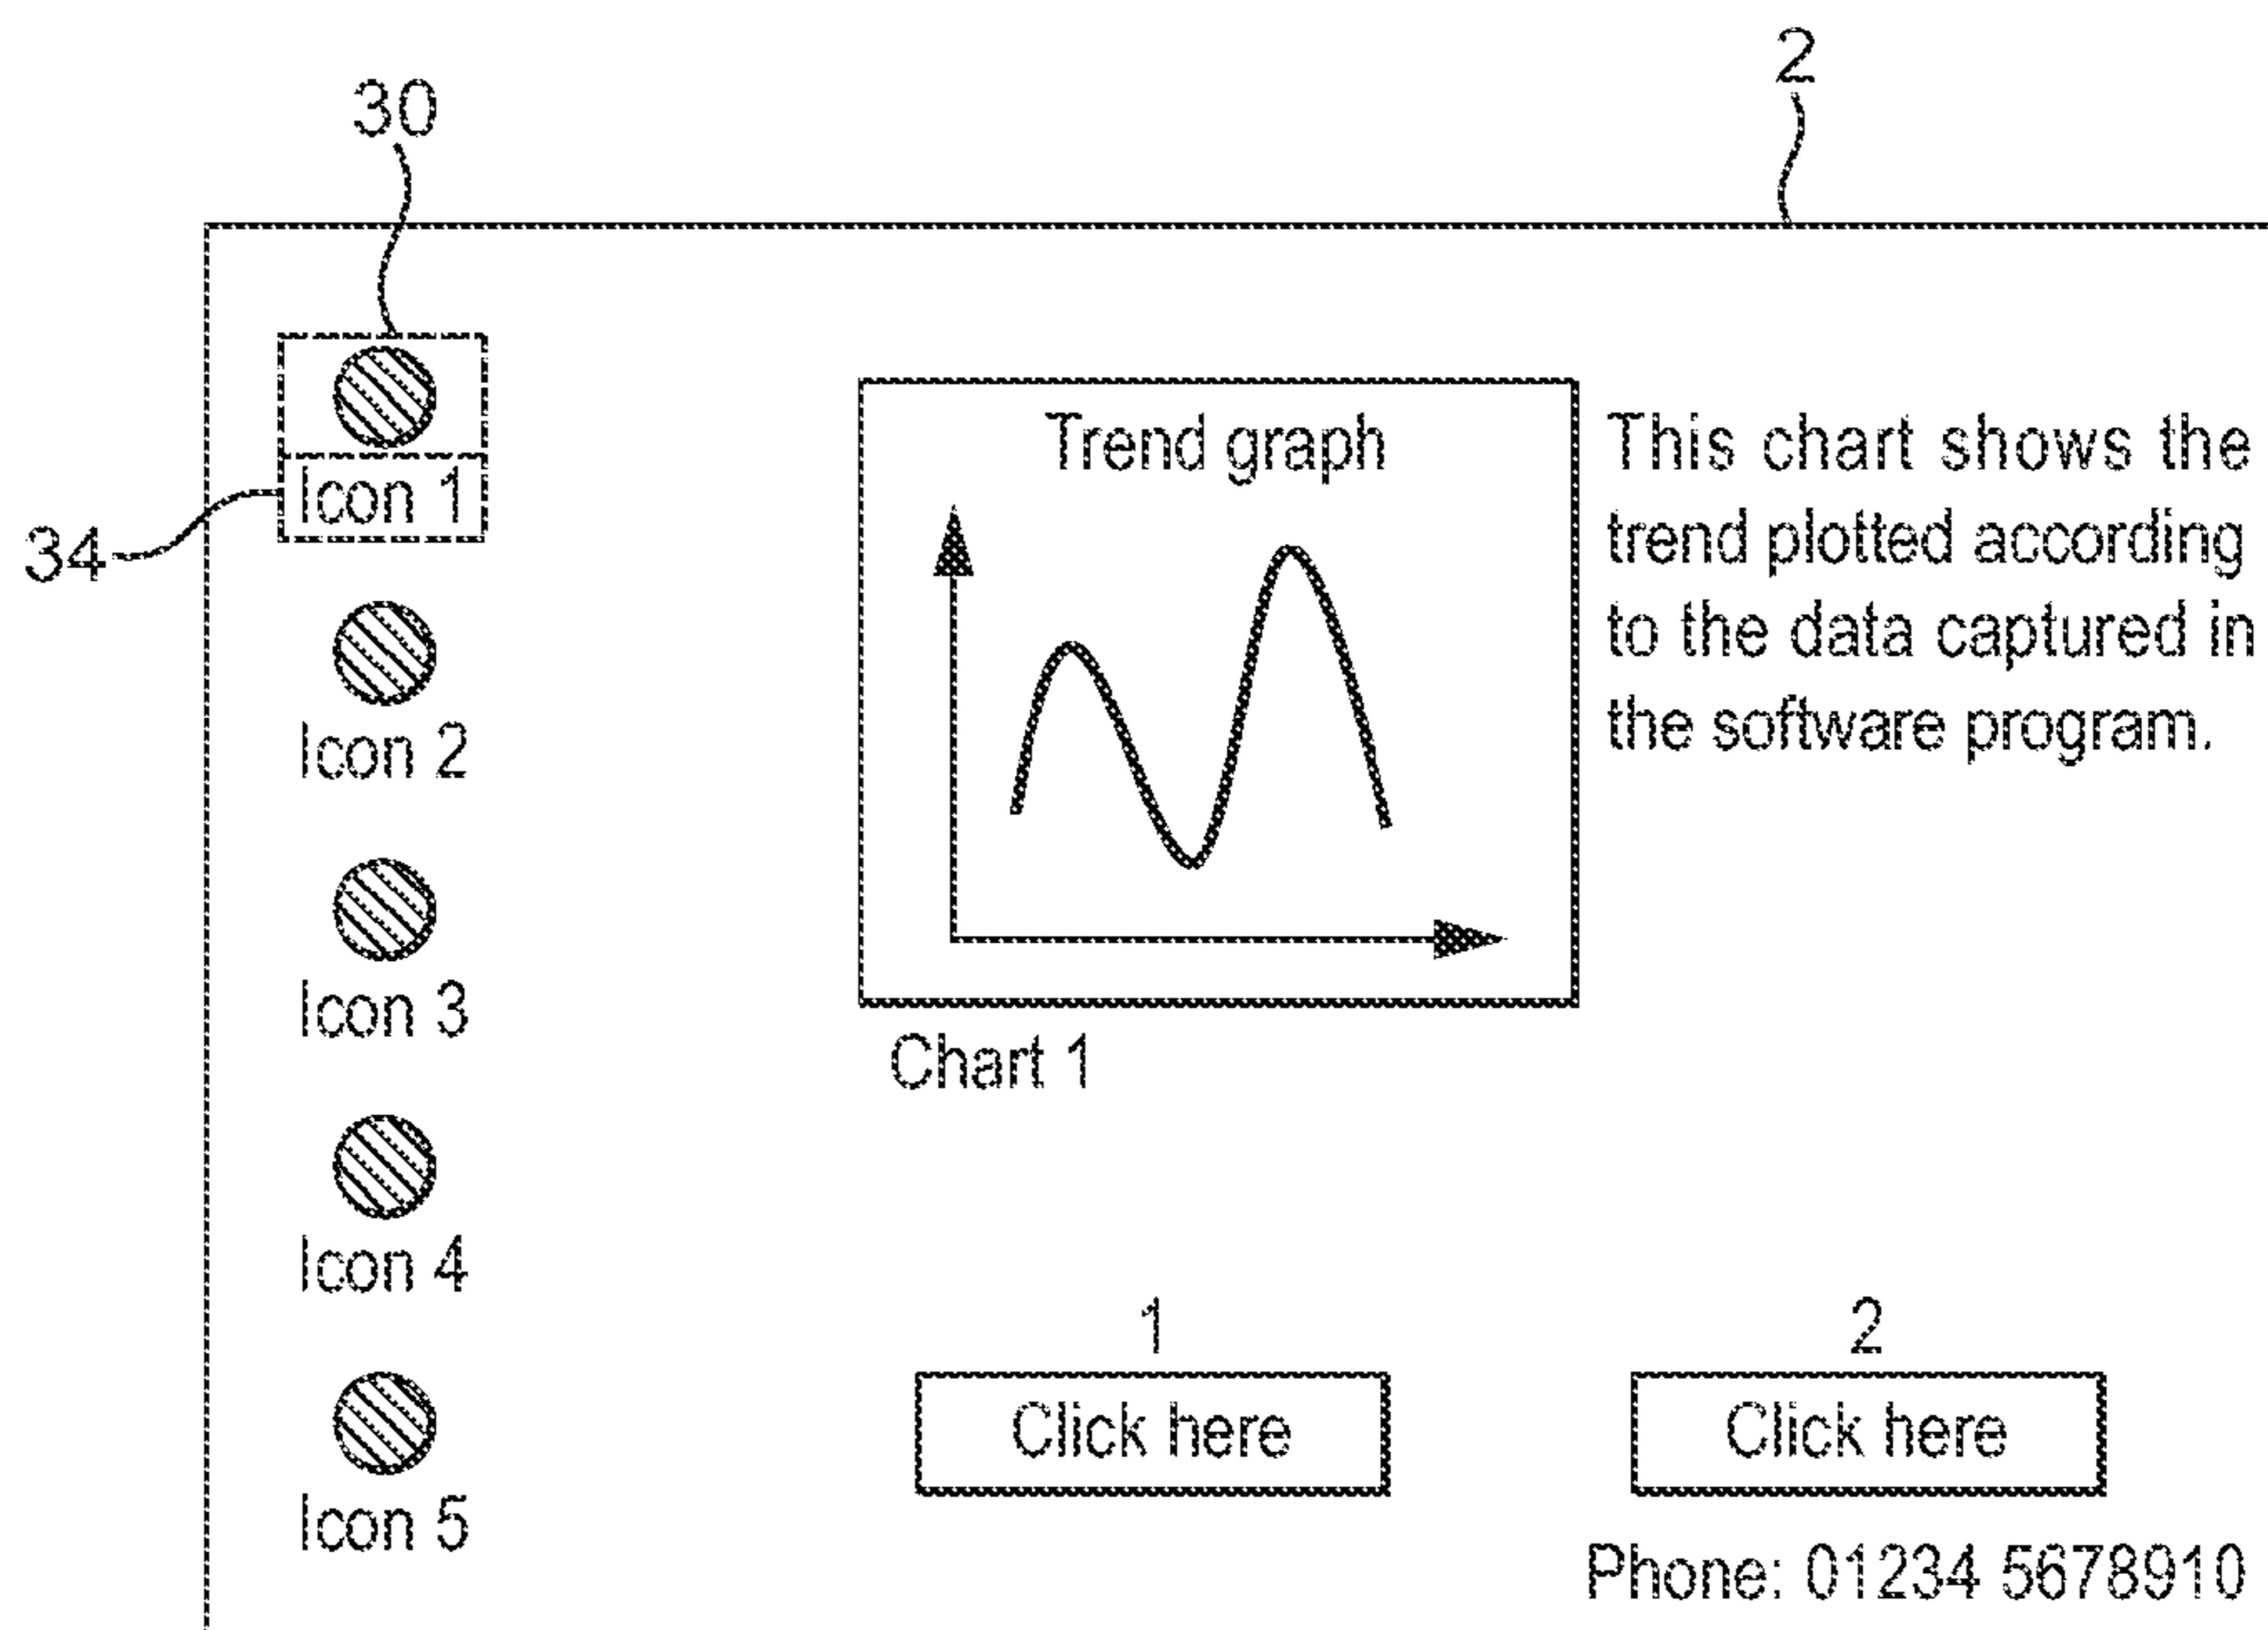 2
30
Icon 1
34
Icon 2
Icon 3
Icon 4
Icon 5
Trend graph
Chart 1
This chart shows the
trend plotted according
to the data captured in
the software program.
1
Click here
2
Click here
Phone: 01234 5678910